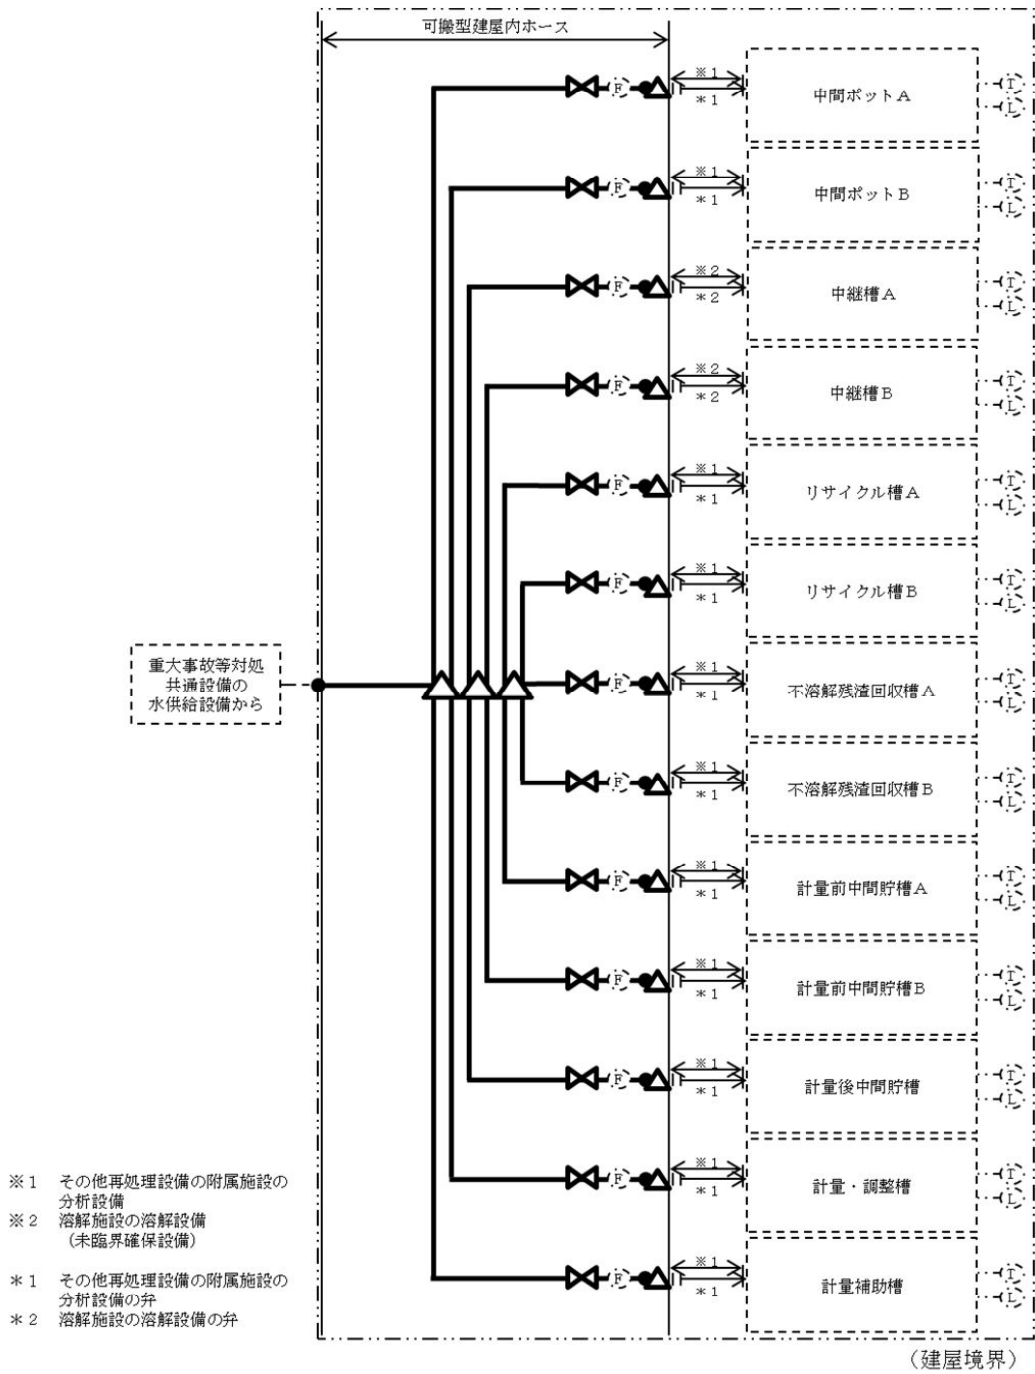 可搬型建屋内ホース
F
※1
*1
中間ポットA
T
L
F
※1
*1
中間ポットB
T
L
F
※2
*2
中継槽A
T
L
F
※2
*2
中継槽B
T
L
F
※1
*1
リサイクル槽A
T
L
F
※1
*1
リサイクル槽B
T
L
重大事故等対処
共通設備の
水供給設備から
F
※1
*1
不溶解残渣回収槽A
T
L
F
※1
*1
不溶解残渣回収槽B
T
L
F
※1
*1
計量前中間貯槽A
T
L
F
※1
*1
計量前中間貯槽B
T
L
F
※1
*1
計量後中間貯槽
T
L
F
※1
*1
計量・調整槽
T
L
F
※1
*1
計量補助槽
T
L
※1 その他再処理設備の附属施設の
分析設備
※2 溶解施設の溶解設備
(未臨界確保設備)
*1 その他再処理設備の附属施設の
分析設備の弁
*2 溶解施設の溶解設備の弁
(建屋境界)